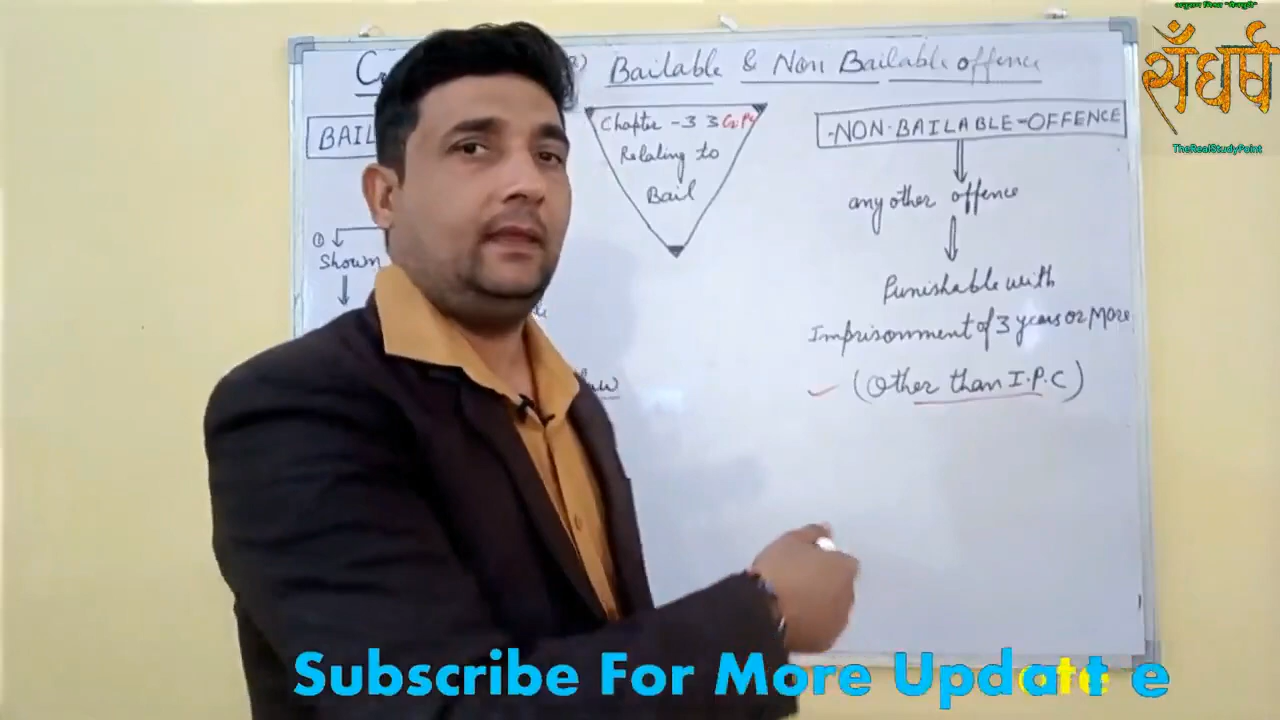 Bailable & Non Bailable offence
BAIL
① Shown
Chapter - 33 CrPC
Relating to
Bail
NON-BAILABLE-OFFENCE
any other offence
Punishable with
Imprisonment of 3 years or More
(Other than I.P.C)
संघर्ष
TheRealStudyPoint
Subscribe For More Update